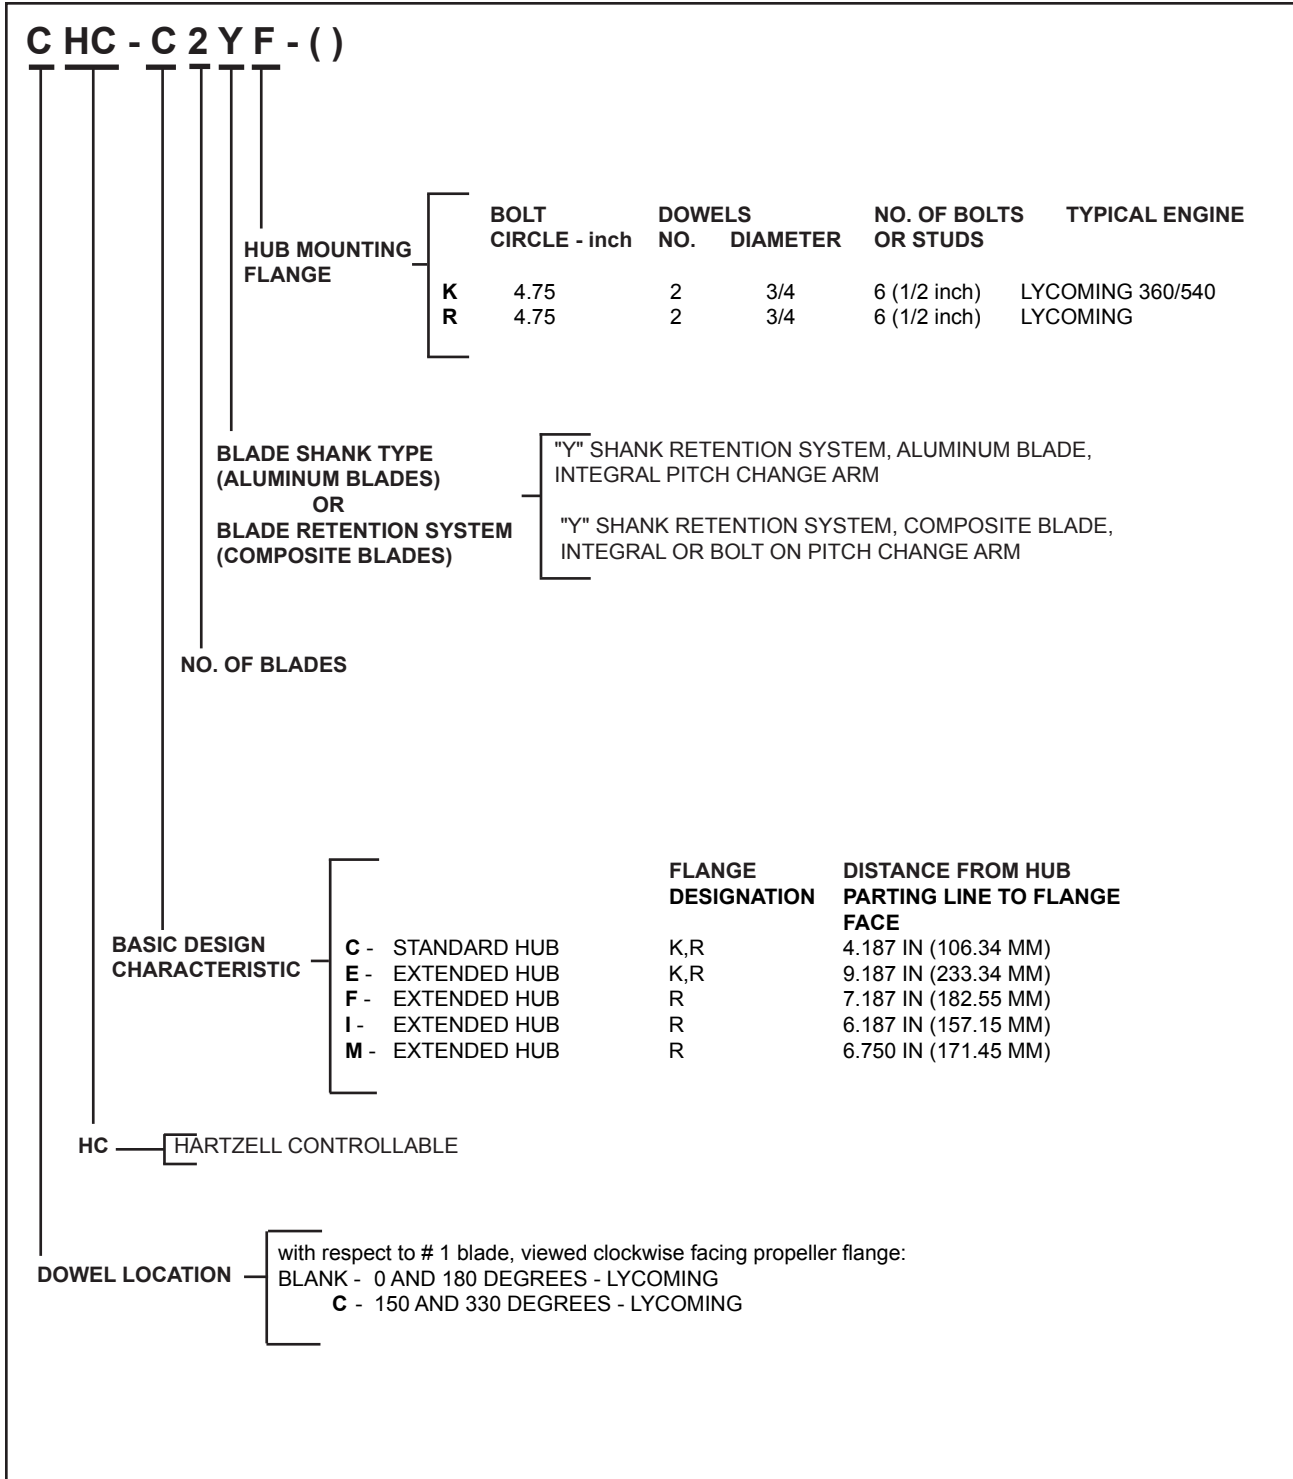 C HC - C 2 Y F - ( )
BOLT DOWELS NO. OF BOLTS TYPICAL ENGINE
CIRCLE - inch NO. DIAMETER OR STUDS
HUB MOUNTING
FLANGE
K 4.75 2 3/4 6 (1/2 inch) LYCOMING 360/540
R 4.75 2 3/4 6 (1/2 inch) LYCOMING
BLADE SHANK TYPE
(ALUMINUM BLADES)
OR
BLADE RETENTION SYSTEM
(COMPOSITE BLADES)
"Y" SHANK RETENTION SYSTEM, ALUMINUM BLADE,
INTEGRAL PITCH CHANGE ARM
"Y" SHANK RETENTION SYSTEM, COMPOSITE BLADE,
INTEGRAL OR BOLT ON PITCH CHANGE ARM
NO. OF BLADES
FLANGE DISTANCE FROM HUB
DESIGNATION PARTING LINE TO FLANGE
FACE
BASIC DESIGN
CHARACTERISTIC
C - STANDARD HUB K,R 4.187 IN (106.34 MM)
E - EXTENDED HUB K,R 9.187 IN (233.34 MM)
F - EXTENDED HUB R 7.187 IN (182.55 MM)
I - EXTENDED HUB R 6.187 IN (157.15 MM)
M - EXTENDED HUB R 6.750 IN (171.45 MM)
HC HARTZELL CONTROLLABLE
DOWEL LOCATION
with respect to # 1 blade, viewed clockwise facing propeller flange:
BLANK - 0 AND 180 DEGREES - LYCOMING
C - 150 AND 330 DEGREES - LYCOMING